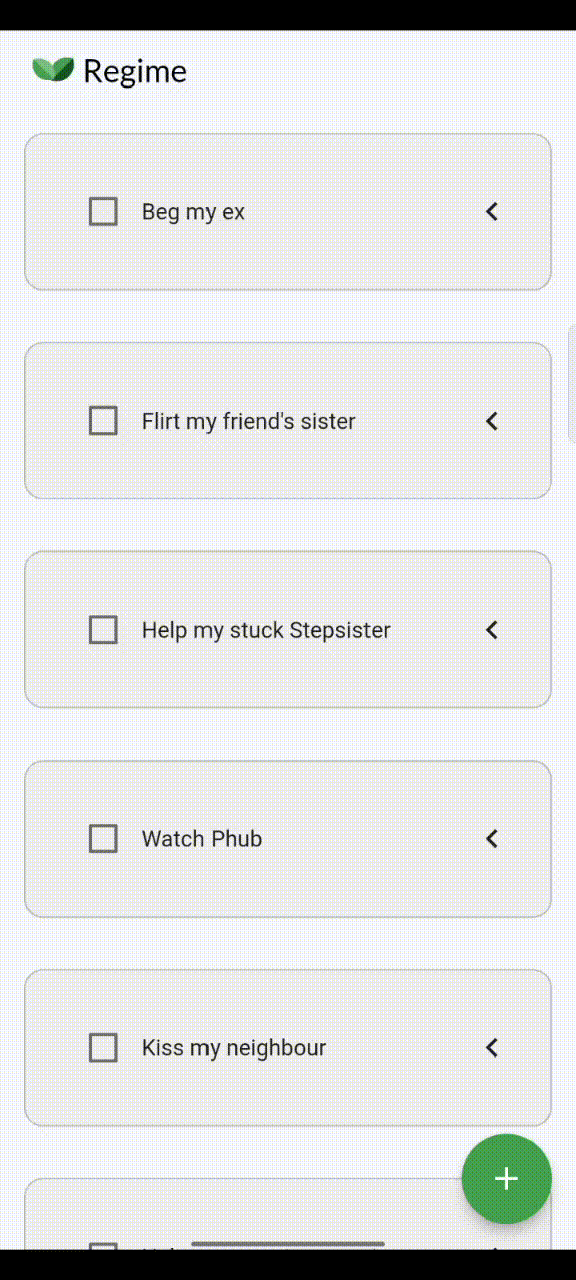 Regime
Beg my ex
Flirt my friend's sister
Help my stuck Stepsister
Watch Phub
Kiss my neighbour